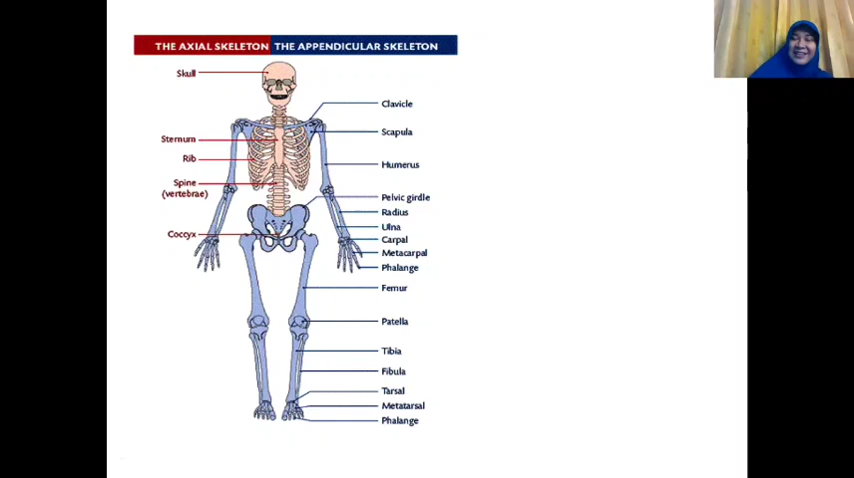 THE AXIAL SKELETON THE APPENDICULAR SKELETON
Skull
Sternum
Rib
Spine
(vertebrae)
Coccyx
Clavicle
Scapula
Humerus
Pelvic girdle
Radius
Ulna
Carpal
Metacarpal
Phalange
Femur
Patella
Tibia
Fibula
Tarsal
Metatarsal
Phalange